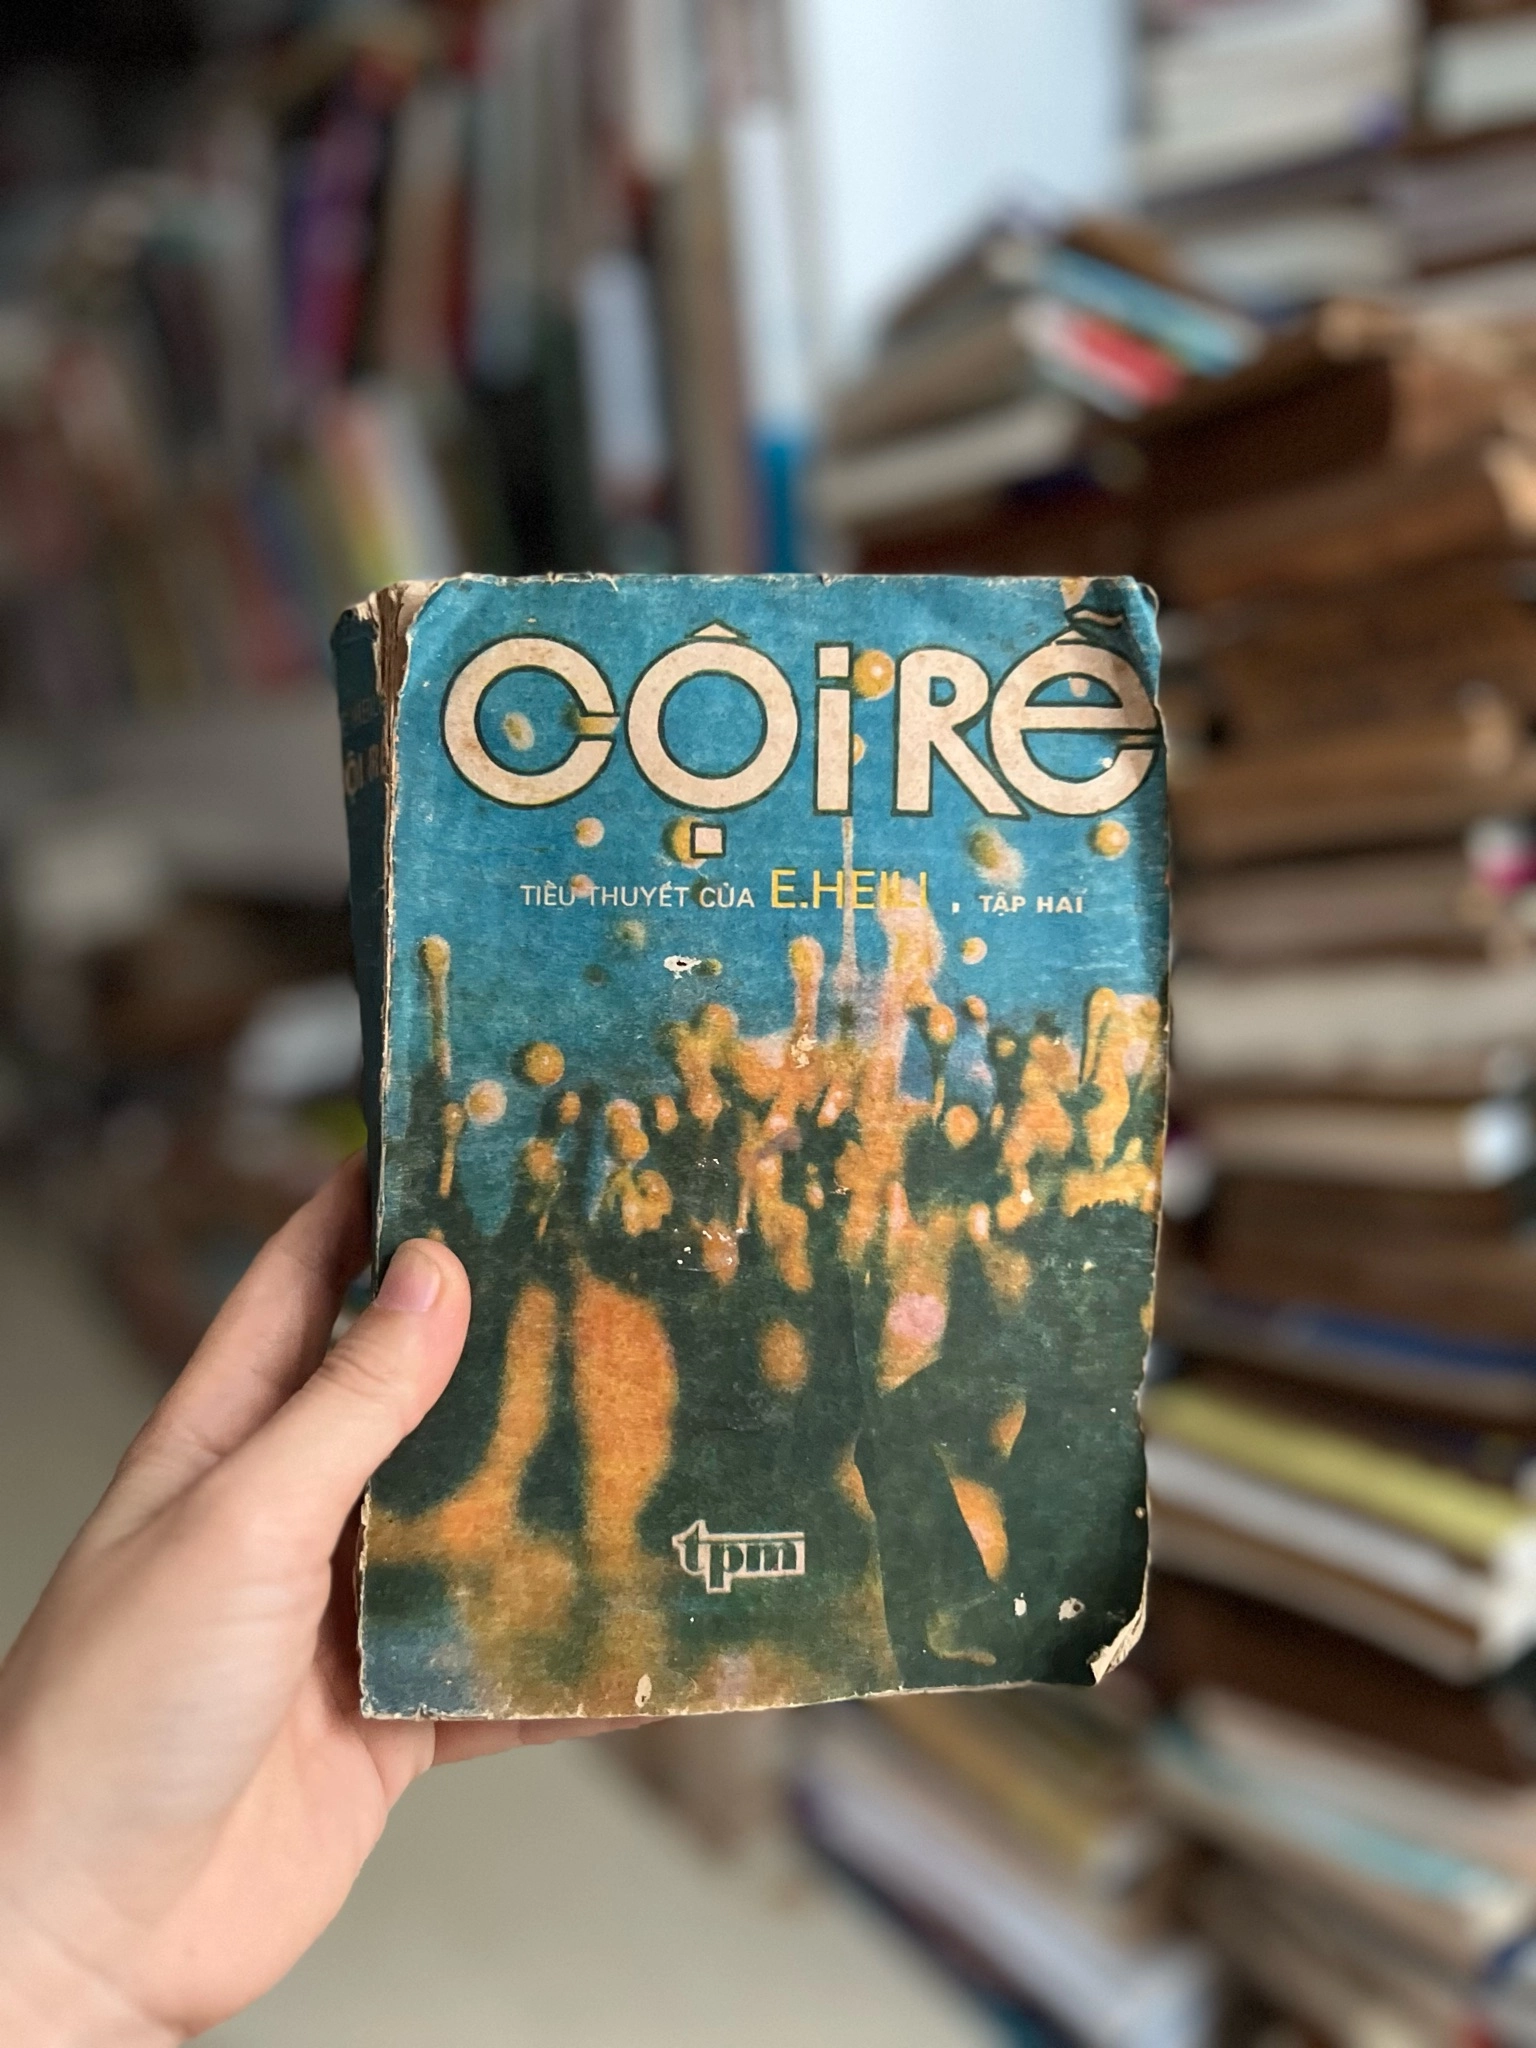 CỘI RỄ
TIỂU THUYẾT CỦA E.HEILI, TẬP HAI
tpm